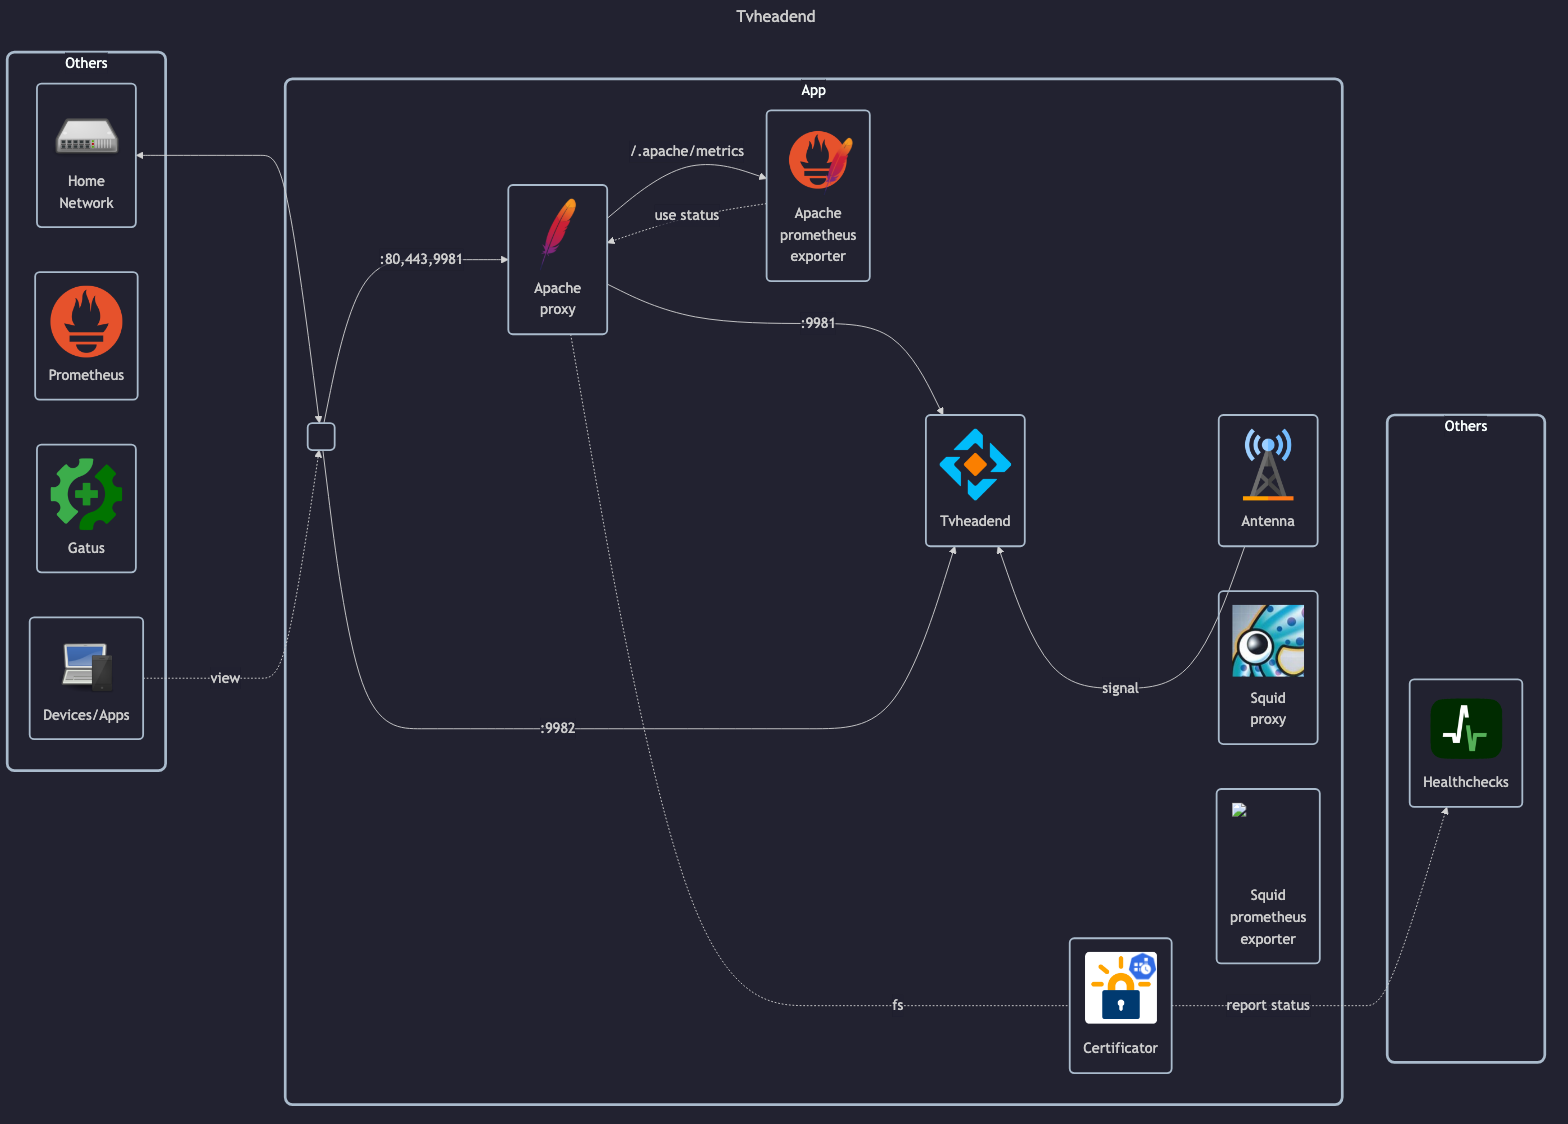 Tvheadend
Others
Home
Network
Prometheus
Gatus
Devices/Apps
view
App
:80,443,9981
Apache
proxy
/.apache/metrics
use status
Apache
prometheus
exporter
:9981
:9982
Tvheadend
Antenna
signal
Squid
proxy
Squid
prometheus
exporter
fs
Certificator
report status
Others
Healthchecks